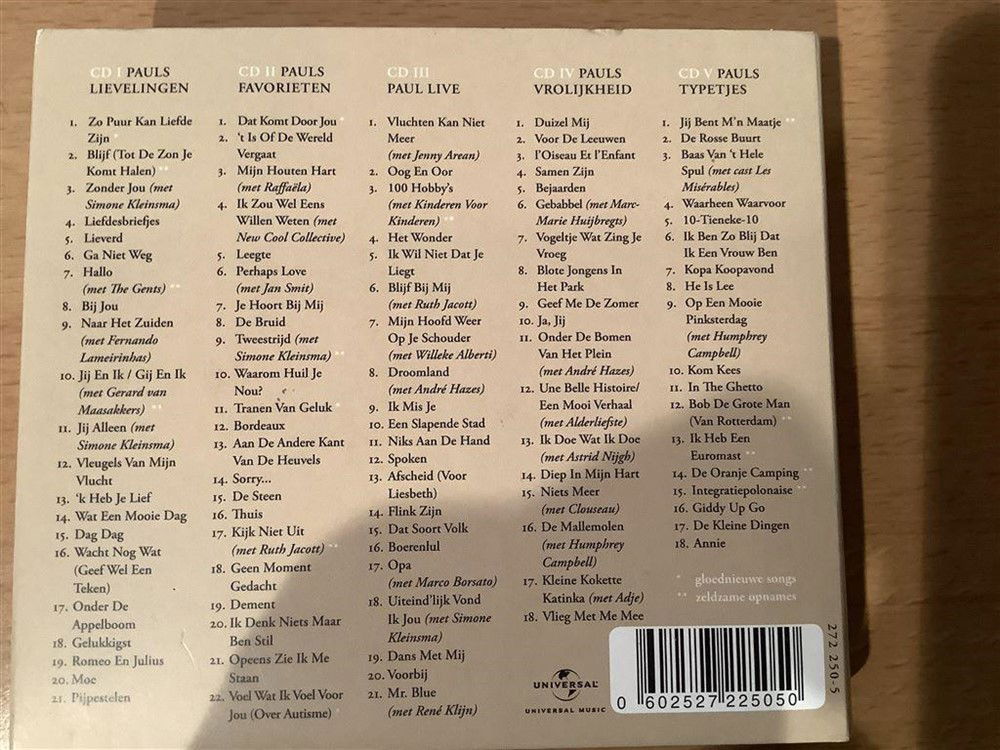 CD I PAULS
LIEVELINGEN
1. Zo Puur Kan Liefde
Zijn *
2. Blijf (Tot De Zon Je
Komt Halen) **
3. Zonder Jou (met
Simone Kleinsma)
4. Liefdesbriefjes
5. Lieverd
6. Ga Niet Weg
7. Hallo
(met The Gents) **
8. Bij Jou
9. Naar Het Zuiden
(met Fernando
Lameirinhas)
10. Jij En Ik / Gij En Ik
(met Gerard van
Maasakkers) **
11. Jij Alleen (met
Simone Kleinsma)
12. Vleugels Van Mijn
Vlucht
13. ‘k Heb Je Lief
14. Wat Een Mooie Dag
15. Dag Dag
16. Wacht Nog Wat
(Geef Wel Een
Teken)
17. Onder De
Appelboom
18. Gelukkigst
19. Romeo En Julius
20. Moe
21. Pijpestelen
CD II PAULS
FAVORIETEN
1. Dat Komt Door Jou *
2. ‘t Is Of De Wereld
Vergaat
3. Mijn Houten Hart
(met Raffaëla)
4. Ik Zou Wel Eens
Willen Weten (met
New Cool Collective)
5. Leegte
6. Perhaps Love
(met Jan Smit)
7. Je Hoort Bij Mij
8. De Bruid
9. Tweestrijd (met
Simone Kleinsma) **
10. Waarom Huil Je
Nou?
11. Tranen Van Geluk *
12. Bordeaux
13. Aan De Andere Kant
Van De Heuvels
14. Sorry...
15. De Steen
16. Thuis
17. Kijk Niet Uit
(met Ruth Jacott) **
18. Geen Moment
Gedacht
19. Dement
20. Ik Denk Niets Maar
Ben Stil
21. Opeens Zie Ik Me
Staan
22. Voel Wat Ik Voel Voor
Jou (Over Autisme) *
CD III
PAUL LIVE
1. Vluchten Kan Niet
Meer
(met Jenny Arean)
2. Oog En Oor
3. 100 Hobby’s
(met Kinderen Voor
Kinderen) **
4. Het Wonder
5. Ik Wil Niet Dat Je
Liegt
6. Blijf Bij Mij
(met Ruth Jacott)
7. Mijn Hoofd Weer
Op Je Schouder
(met Willeke Alberti)
8. Droomland
(met André Hazes)
9. Ik Mis Je
10. Een Slapende Stad
11. Niks Aan De Hand
12. Spoken
13. Afscheid (Voor
Liesbeth)
14. Flink Zijn
15. Dat Soort Volk
16. Boerenlul
17. Opa
(met Marco Borsato)
18. Uiteind’lijk Vond
Ik Jou (met Simone
Kleinsma)
19. Dans Met Mij
20. Voorbij
21. Mr. Blue
(met René Klijn)
CD IV PAULS
VROLIJKHEID
1. Duizel Mij
2. Voor De Leeuwen
3. l’Oiseau Et l’Enfant
4. Samen Zijn
5. Bejaarden
6. Gebabbel (met Marc-
Marie Huijbregts)
7. Vogeltje Wat Zing Je
Vroeg
8. Blote Jongens In
Het Park
9. Geef Me De Zomer
10. Ja, Jij
11. Onder De Bomen
Van Het Plein
(met André Hazes)
12. Une Belle Histoire/
Een Mooi Verhaal
(met Alderliefste)
13. Ik Doe Wat Ik Doe
(met Astrid Nijgh)
14. Diep In Mijn Hart
15. Niets Meer
(met Clouseau)
16. De Mallemolen
(met Humphrey
Campbell)
17. Kleine Kokette
Katinka (met Adje)
18. Vlieg Met Me Mee
CD V PAULS
TYPETJES
1. Jij Bent M’n Maatje **
2. De Rosse Buurt
3. Baas Van ‘t Hele
Spul (met cast Les
Misérables)
4. Waarheen Waarvoor
5. 10-Tieneke-10
6. Ik Ben Zo Blij Dat
Ik Een Vrouw Ben
7. Kopa Koopavond
8. He Is Lee
9. Op Een Mooie
Pinksterdag
(met Humphrey
Campbell)
10. Kom Kees
11. In The Ghetto
12. Bob De Grote Man
(Van Rotterdam) **
13. Ik Heb Een
Euromast **
14. De Oranje Camping **
15. Integratiepolonaise **
16. Giddy Up Go
17. De Kleine Dingen
18. Annie
* gloednieuwe songs
** zeldzame opnames
UNIVERSAL
UNIVERSAL MUSIC
0 602527 225050
272 250-5